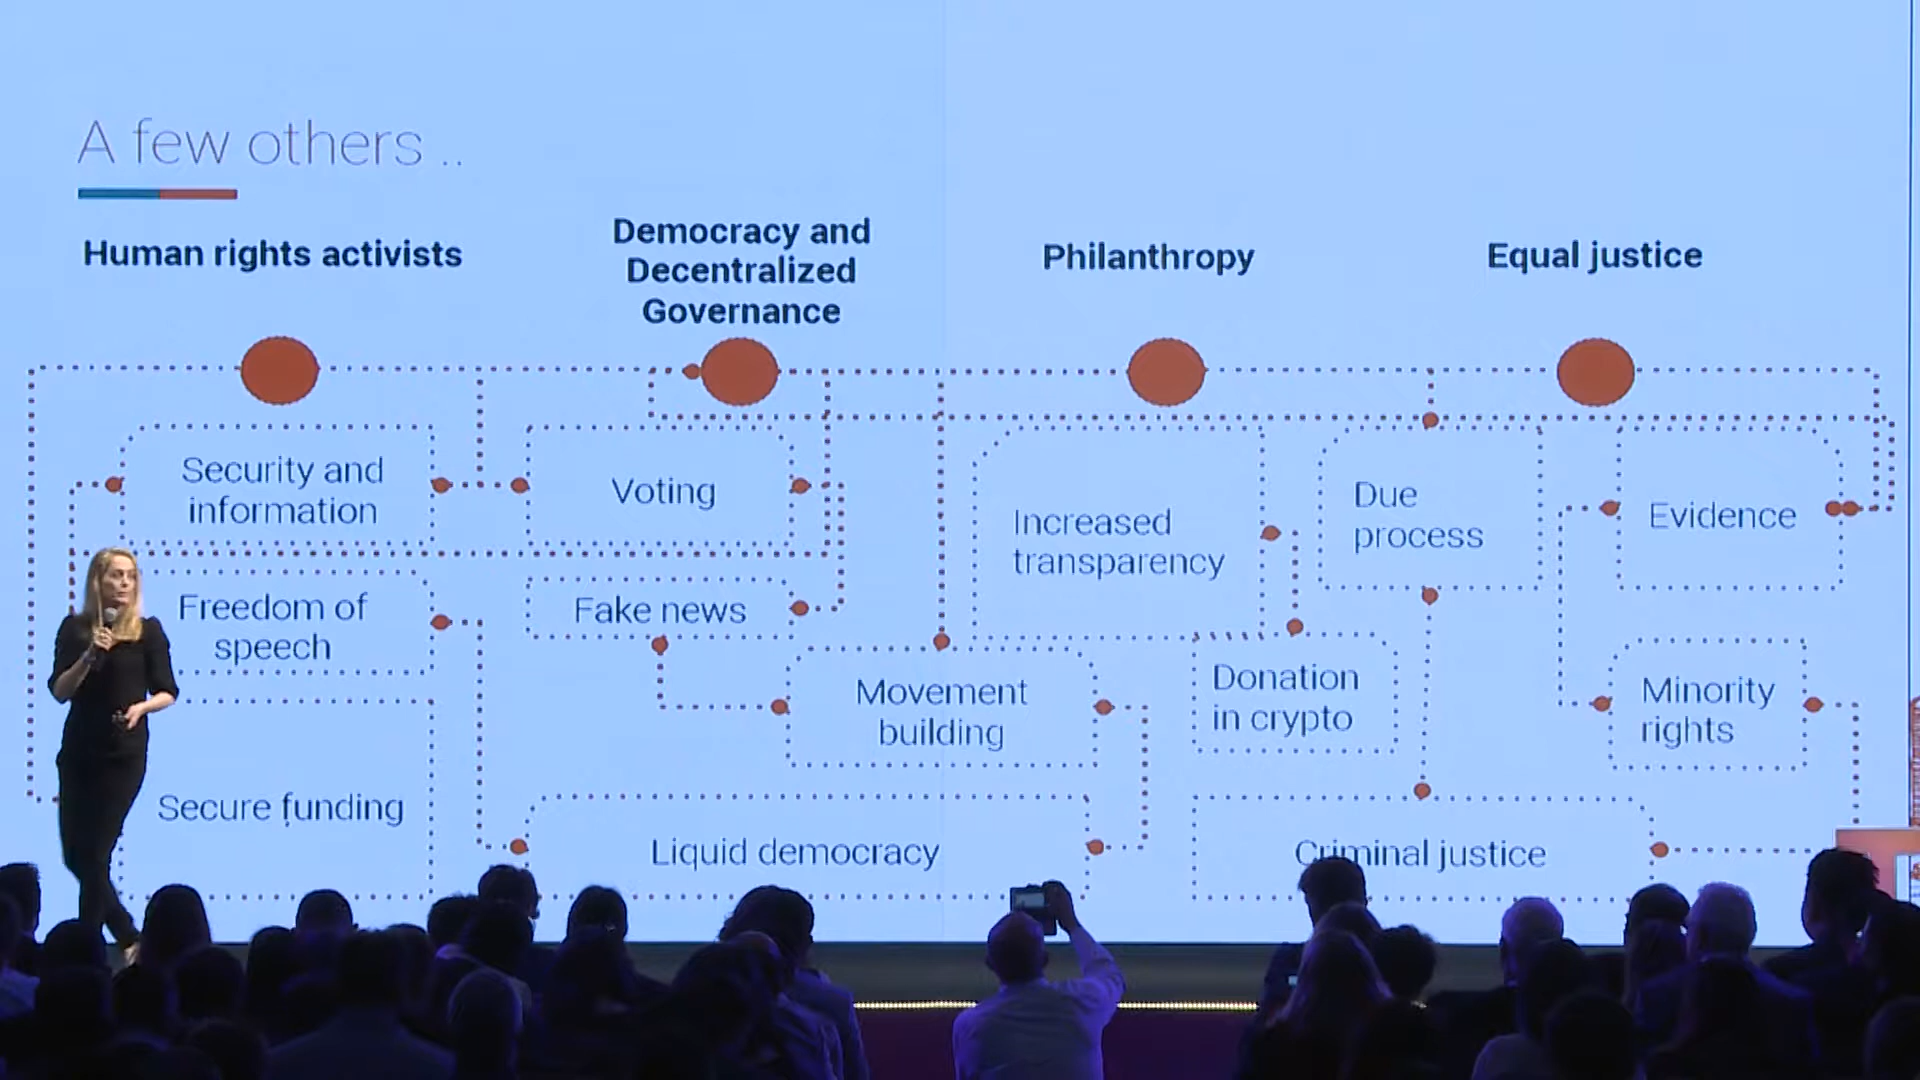 A few others ..
Human rights activists
Democracy and
Decentralized
Governance
Philanthropy
Equal justice
Security and
information
Voting
Increased
transparency
Due
process
Evidence
Freedom of
speech
Fake news
Movement
building
Donation
in crypto
Minority
rights
Secure funding
Liquid democracy
Criminal justice